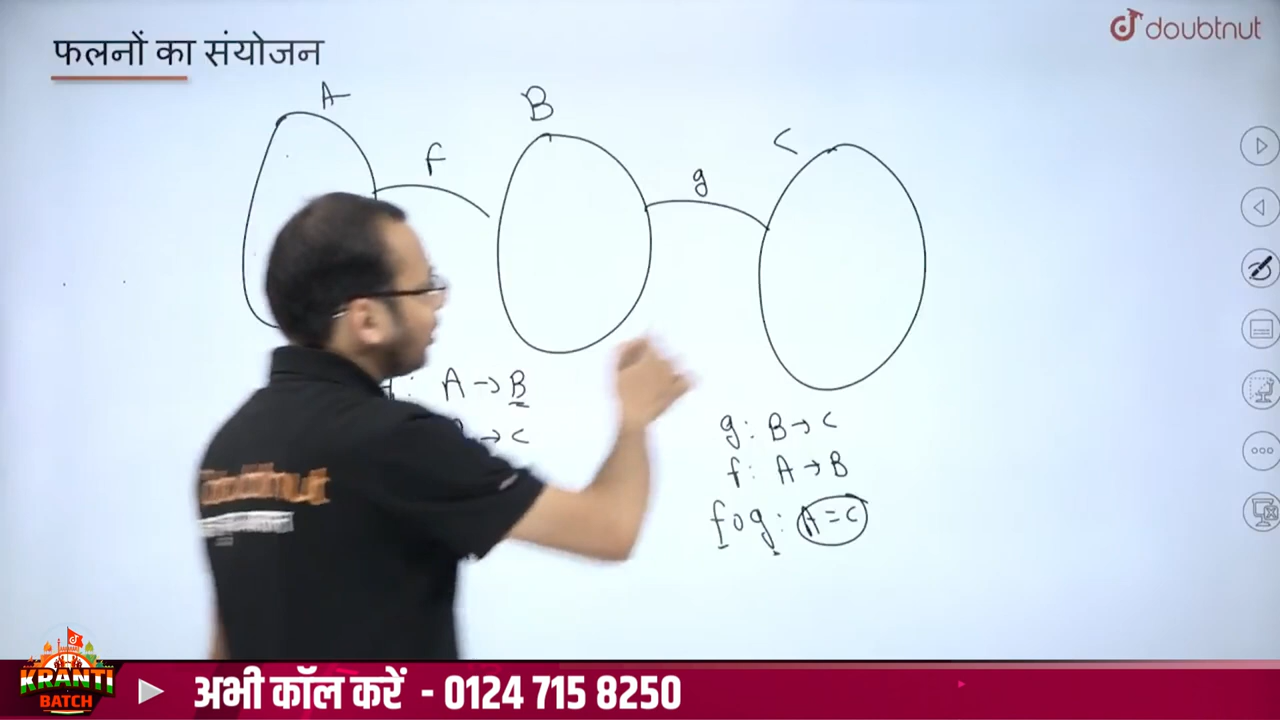 फलनों का संयोजन
doubtnut
A
B
C
f
g
A → B
→ C
g: B → C
f: A → B
fog: A = C
KRANTI
BATCH
अभी कॉल करें - 0124 715 8250